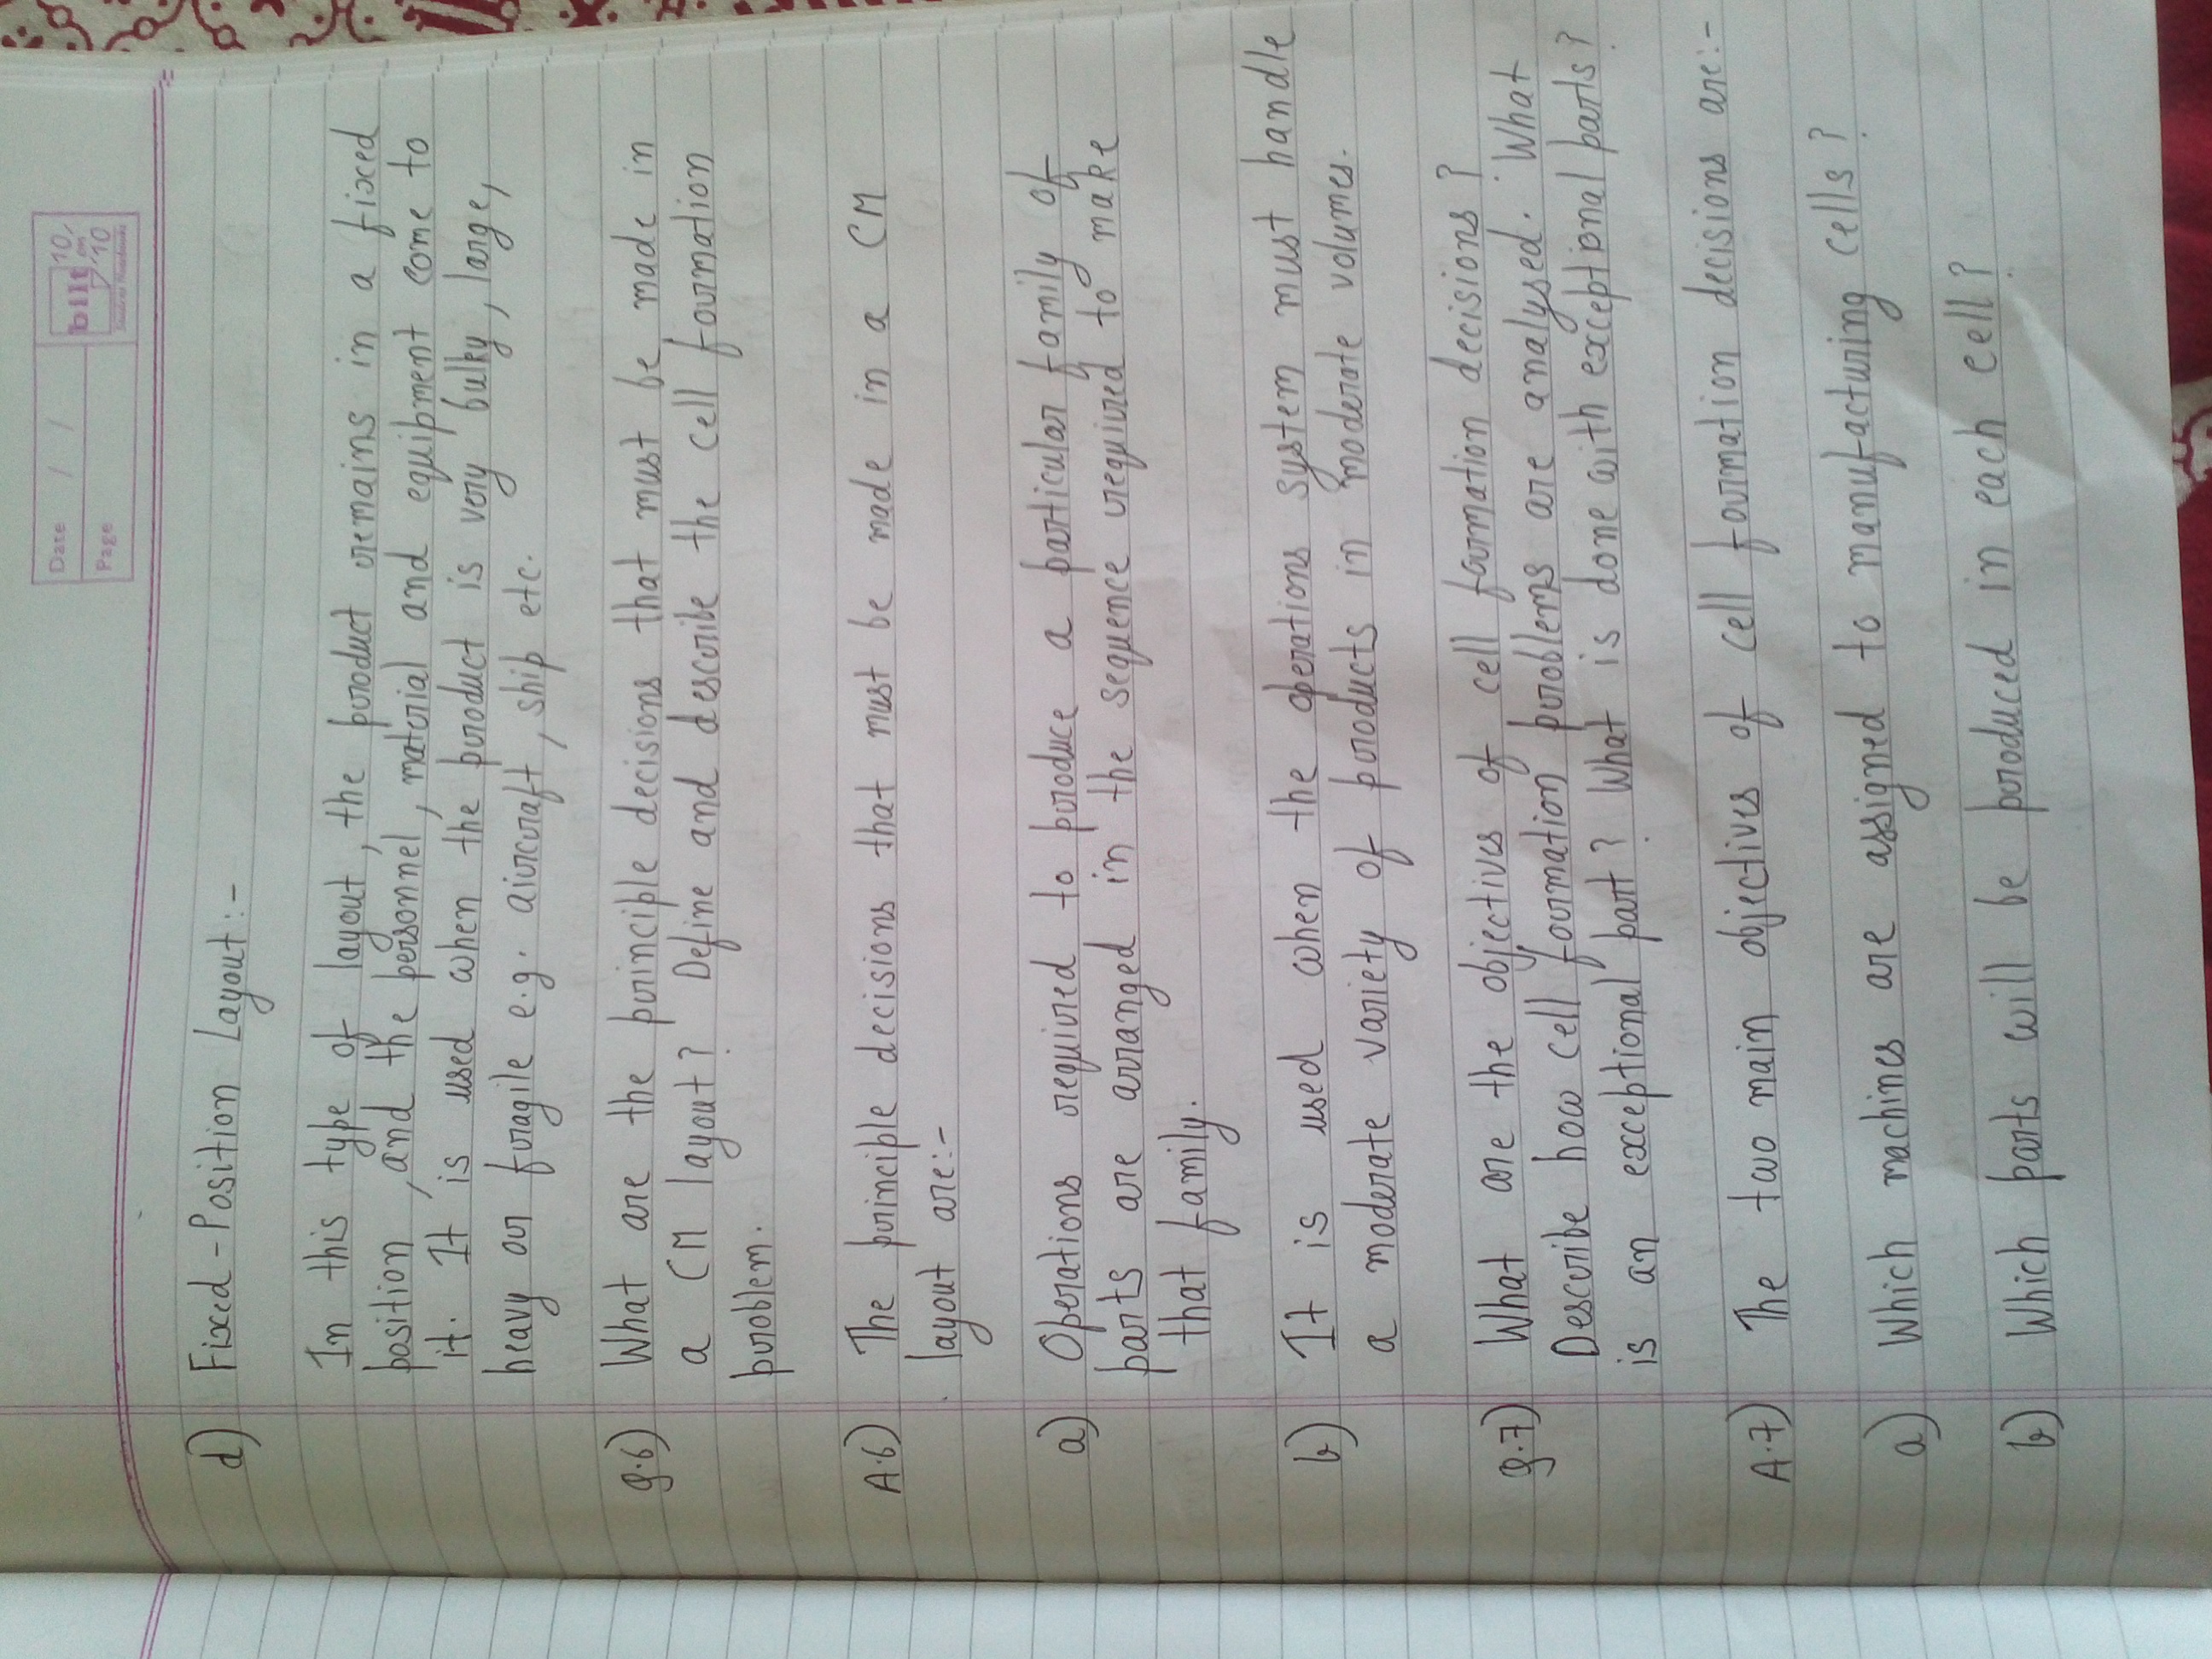 Date / /
Page
bilt
10
on
10
d) Fixed-Position Layout:-
In this type of layout, the product remains in a fixed
position, and the personnel, material and equipment come to
it. It is used when the product is very bulky, large,
heavy or fragile e.g. aircraft, ship etc.
Q.6) What are the principle decisions that must be made in
a CM layout? Define and describe the cell formation
problem.
A.6) The principle decisions that must be made in a CM
layout are:-
a) Operations required to produce a particular family of
parts are arranged in the sequence required to make
that family.
b) It is used when the operations system must handle
a moderate variety of products in moderate volumes.
Q.7) What are the objectives of cell formation decisions?
Describe how cell formation problems are analysed. What
is an exceptional part? What is done with exceptional parts?
A.7) The two main objectives of cell formation decisions are:-
a) Which machines are assigned to manufacturing cells?
b) Which parts will be produced in each cell?